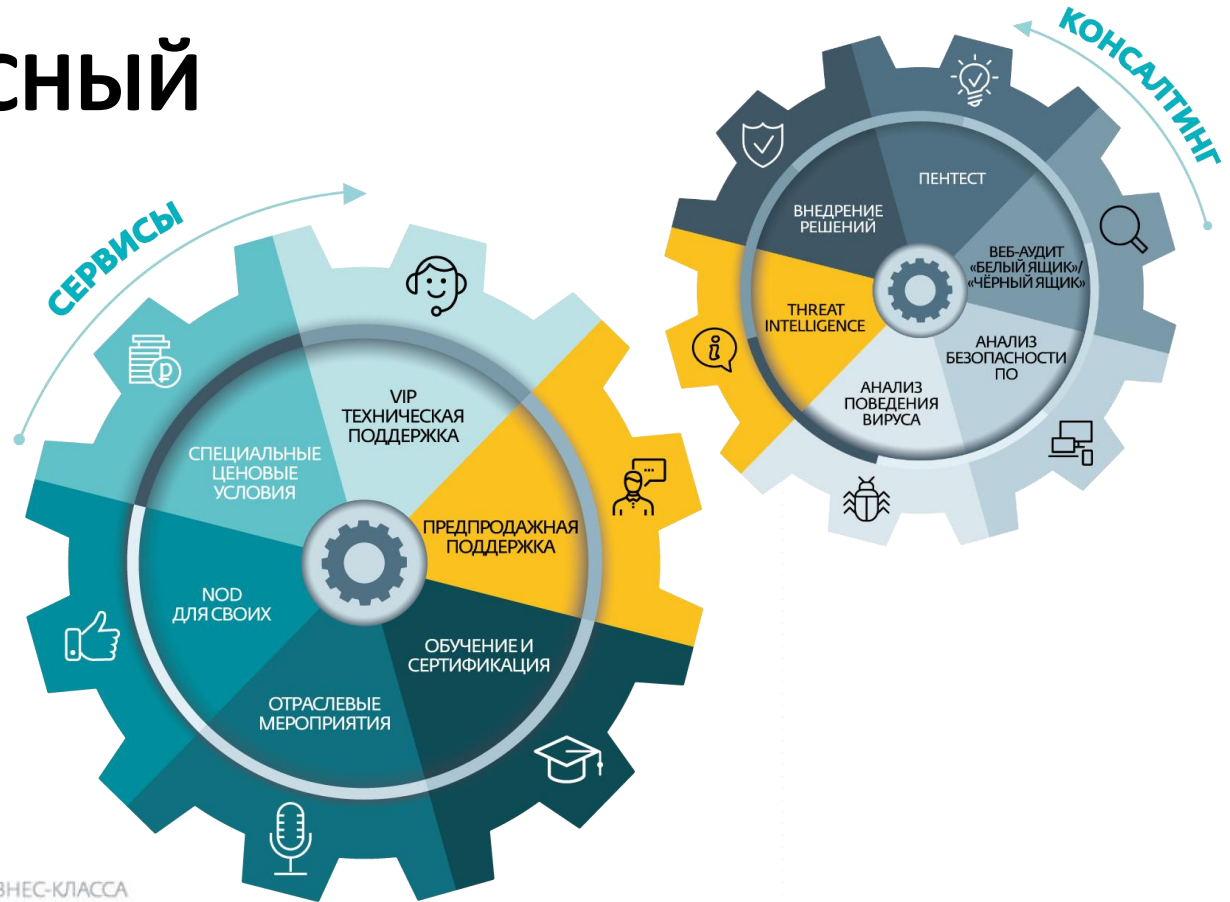 СНЫЙ
СЕРВИСЫ
VIP
ТЕХНИЧЕСКАЯ
ПОДДЕРЖКА
ПРЕДПРОДАЖНАЯ
ПОДДЕРЖКА
ОБУЧЕНИЕ И
СЕРТИФИКАЦИЯ
ОТРАСЛЕВЫЕ
МЕРОПРИЯТИЯ
NOD
ДЛЯ СВОИХ
СПЕЦИАЛЬНЫЕ
ЦЕНОВЫЕ
УСЛОВИЯ
КОНСАЛТИНГ
ПЕНТЕСТ
ВЕБ-АУДИТ
«БЕЛЫЙ ЯЩИК»/
«ЧЁРНЫЙ ЯЩИК»
АНАЛИЗ
БЕЗОПАСНОСТИ
ПО
АНАЛИЗ
ПОВЕДЕНИЯ
ВИРУСА
THREAT
INTELLIGENCE
ВНЕДРЕНИЕ
РЕШЕНИЙ
ЗНЕС-КЛАССА